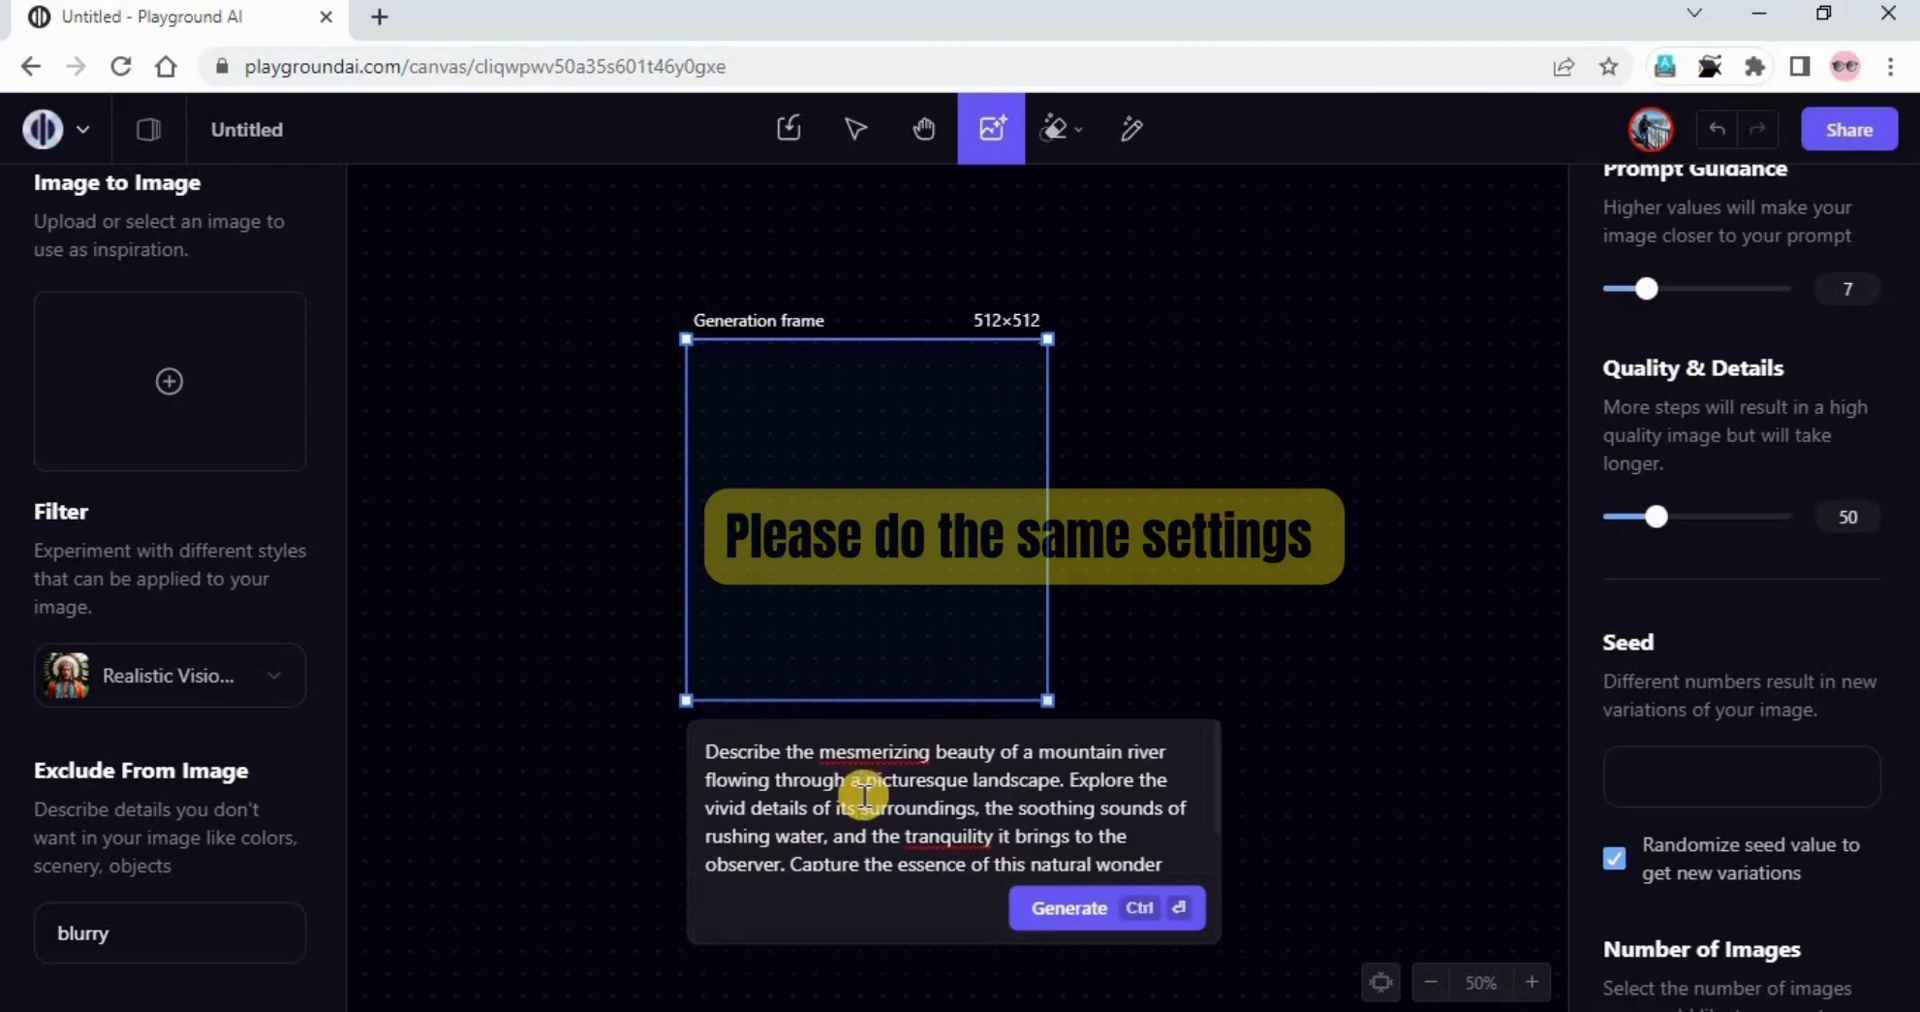 Untitled - Playground AI
playgroundai.com/canvas/cliqwpwv50a35s601t46y0gxe
Untitled
Share
Image to Image
Upload or select an image to
use as inspiration.
Filter
Experiment with different styles
that can be applied to your
image.
Realistic Visio...
Exclude From Image
Describe details you don't
want in your image like colors,
scenery, objects
blurry
Generation frame 512×512
Please do the same settings
Describe the mesmerizing beauty of a mountain river
flowing through a picturesque landscape. Explore the
vivid details of its surroundings, the soothing sounds of
rushing water, and the tranquility it brings to the
observer. Capture the essence of this natural wonder
Generate Ctrl
50%
Prompt Guidance
Higher values will make your
image closer to your prompt
7
Quality & Details
More steps will result in a high
quality image but will take
longer.
50
Seed
Different numbers result in new
variations of your image.
Randomize seed value to
get new variations
Number of Images
Select the number of images